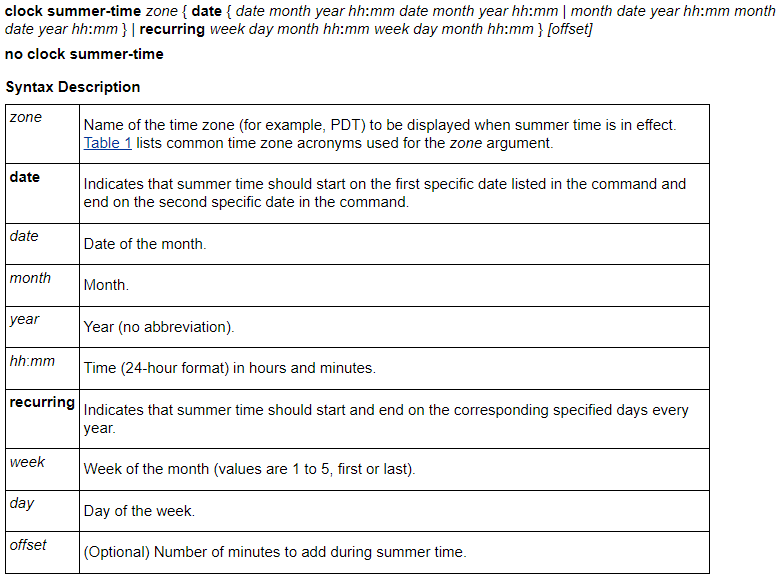 clock summer-time zone { date { date month year hh:mm date month year hh:mm | month date year hh:mm month
date year hh:mm } | recurring week day month hh:mm week day month hh:mm } [offset]
no clock summer-time
Syntax Description
zone
Name of the time zone (for example, PDT) to be displayed when summer time is in effect.
Table 1 lists common time zone acronyms used for the zone argument.
date
Indicates that summer time should start on the first specific date listed in the command and
end on the second specific date in the command.
date
Date of the month.
month
Month.
year
Year (no abbreviation).
hh:mm
Time (24-hour format) in hours and minutes.
recurring
Indicates that summer time should start and end on the corresponding specified days every
year.
week
Week of the month (values are 1 to 5, first or last).
day
Day of the week.
offset
(Optional) Number of minutes to add during summer time.